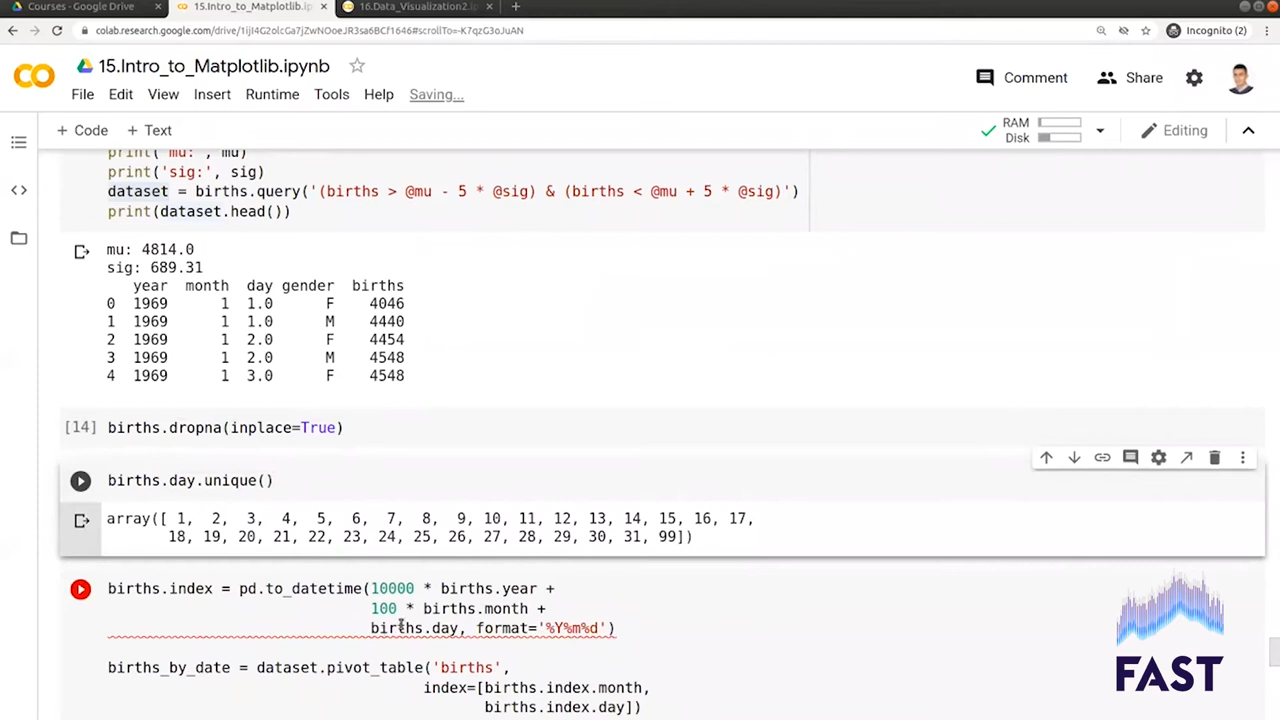 Courses - Google Drive
15.Intro_to_Matplotlib.ipynb
16.Data_Visualization2.i
colab.research.google.com/drive/1ijI4G2olcGa7jZwNOoeJR3sa6BCf1646#scrollTo=-K7qzG3oJuAN
Incognito (2)
15.Intro_to_Matplotlib.ipynb
Comment
Share
File Edit View Insert Runtime Tools Help Saving...
+ Code + Text
RAM
Disk
Editing
print('mu:', mu)
print('sig:', sig)
dataset = births.query('(births > @mu - 5 * @sig) & (births < @mu + 5 * @sig)')
print(dataset.head())
mu: 4814.0
sig: 689.31
year month day gender births
0 1969 1 1.0 F 4046
1 1969 1 1.0 M 4440
2 1969 1 2.0 F 4454
3 1969 1 2.0 M 4548
4 1969 1 3.0 F 4548
[14] births.dropna(inplace=True)
births.day.unique()
array([ 1, 2, 3, 4, 5, 6, 7, 8, 9, 10, 11, 12, 13, 14, 15, 16, 17,
18, 19, 20, 21, 22, 23, 24, 25, 26, 27, 28, 29, 30, 31, 99])
births.index = pd.to_datetime(10000 * births.year +
100 * births.month +
births.day, format='%Y%m%d')
births_by_date = dataset.pivot_table('births',
index=[births.index.month,
births.index.day])
FAST